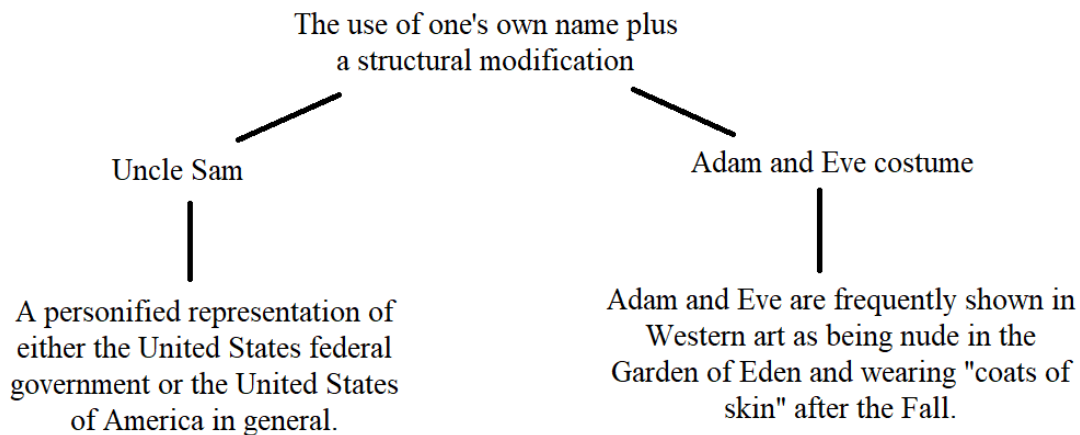 The use of one's own name plus
a structural modification
Uncle Sam
Adam and Eve costume
A personified representation of
either the United States federal
government or the United States
of America in general.
Adam and Eve are frequently shown in
Western art as being nude in the
Garden of Eden and wearing "coats of
skin" after the Fall.